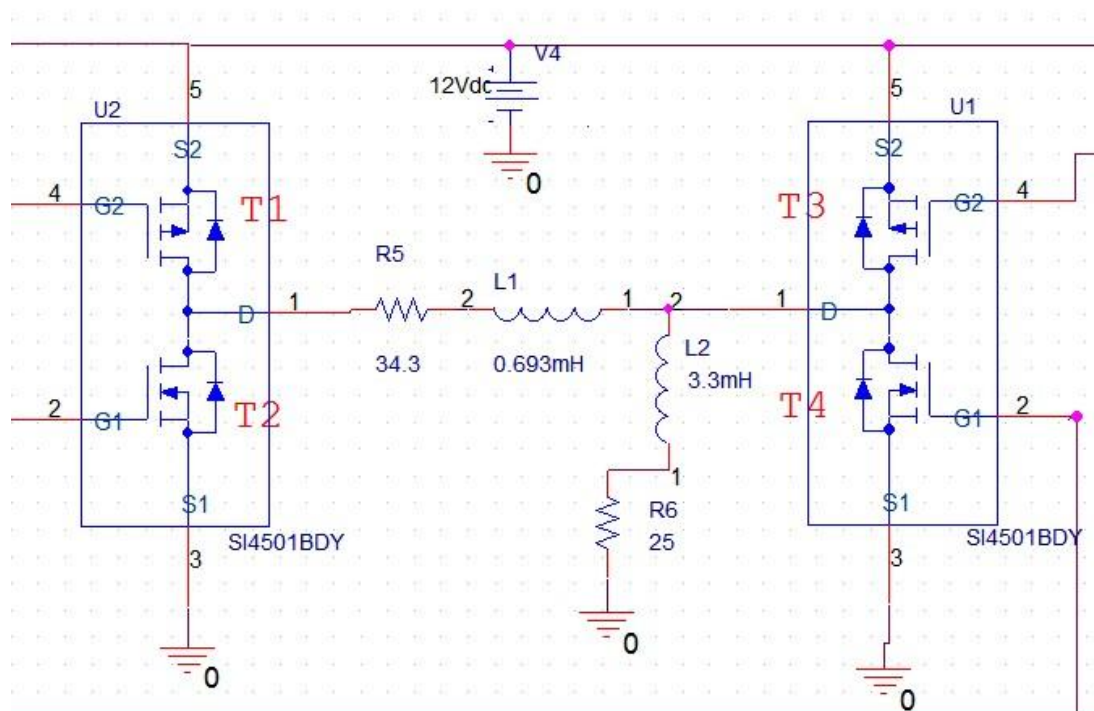 V4
12Vdc
0
U2
5
S2
4
G2
T1
D
1
2
G1
T2
S1
SI4501BDY
3
0
R5
34.3
2
L1
1
0.693mH
2
L2
3.3mH
1
R6
25
0
U1
5
S2
T3
G2
4
1
D
T4
G1
2
S1
SI4501BDY
3
0